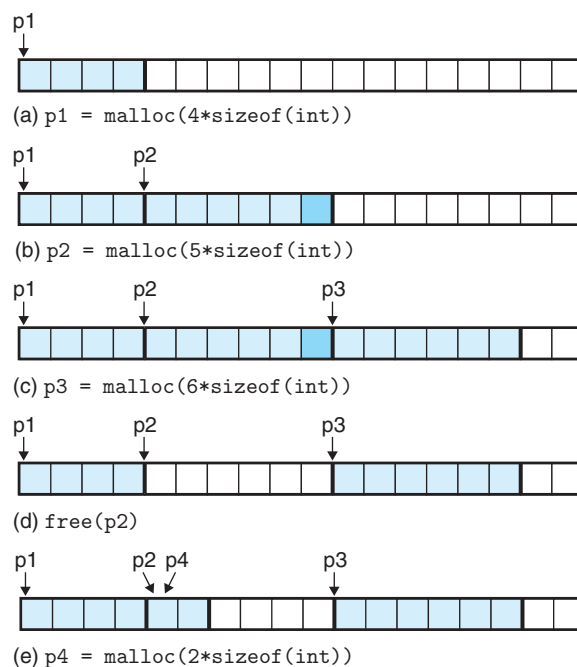 p1
(a) p1 = malloc(4*sizeof(int))
p1 p2
(b) p2 = malloc(5*sizeof(int))
p1 p2 p3
(c) p3 = malloc(6*sizeof(int))
p1 p2 p3
(d) free(p2)
p1 p2 p4 p3
(e) p4 = malloc(2*sizeof(int))